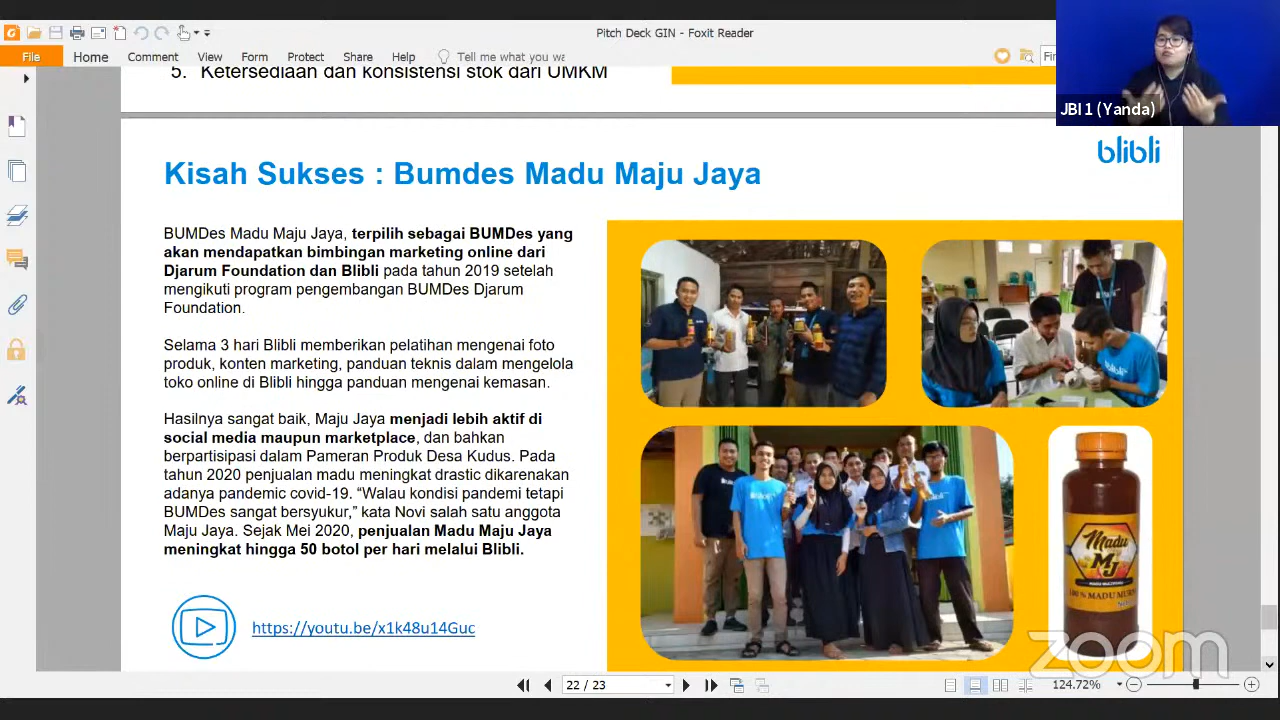 Pitch Deck GIN - Foxit Reader
File Home Comment View Form Protect Share Help Tell me what you wa
JBI 1 (Yanda)
5. Ketersediaan dan konsistensi stok dari UMKM
blibli
Kisah Sukses : Bumdes Madu Maju Jaya
BUMDes Madu Maju Jaya, terpilih sebagai BUMDes yang
akan mendapatkan bimbingan marketing online dari
Djarum Foundation dan Blibli pada tahun 2019 setelah
mengikuti program pengembangan BUMDes Djarum
Foundation.
Selama 3 hari Blibli memberikan pelatihan mengenai foto
produk, konten marketing, panduan teknis dalam mengelola
toko online di Blibli hingga panduan mengenai kemasan.
Hasilnya sangat baik, Maju Jaya menjadi lebih aktif di
social media maupun marketplace, dan bahkan
berpartisipasi dalam Pameran Produk Desa Kudus. Pada
tahun 2020 penjualan madu meningkat drastic dikarenakan
adanya pandemic covid-19. “Walau kondisi pandemi tetapi
BUMDes sangat bersyukur,” kata Novi salah satu anggota
Maju Jaya. Sejak Mei 2020, penjualan Madu Maju Jaya
meningkat hingga 50 botol per hari melalui Blibli.
https://youtu.be/x1k48u14Guc
Madu
MJ
100% MADU
zoom
22 / 23
124.72%